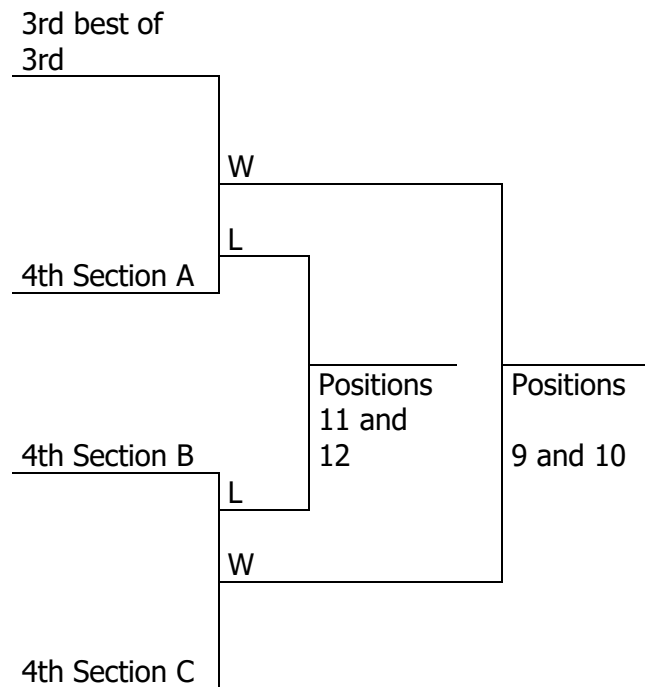 3rd best of
3rd
W
L
4th Section A
Positions
11 and
12
Positions
9 and 10
4th Section B
L
W
4th Section C